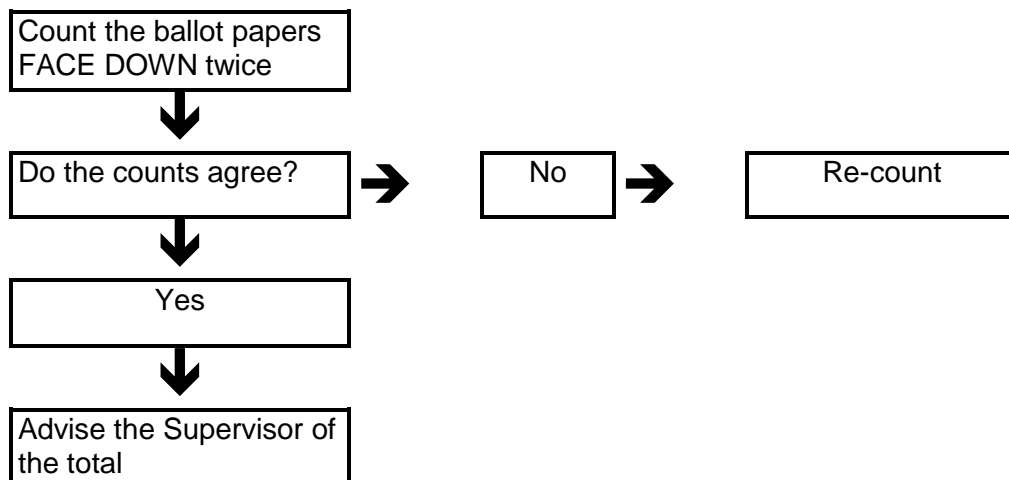 Count the ballot papers
FACE DOWN twice
Do the counts agree?
No
Re-count
Yes
Advise the Supervisor of
the total